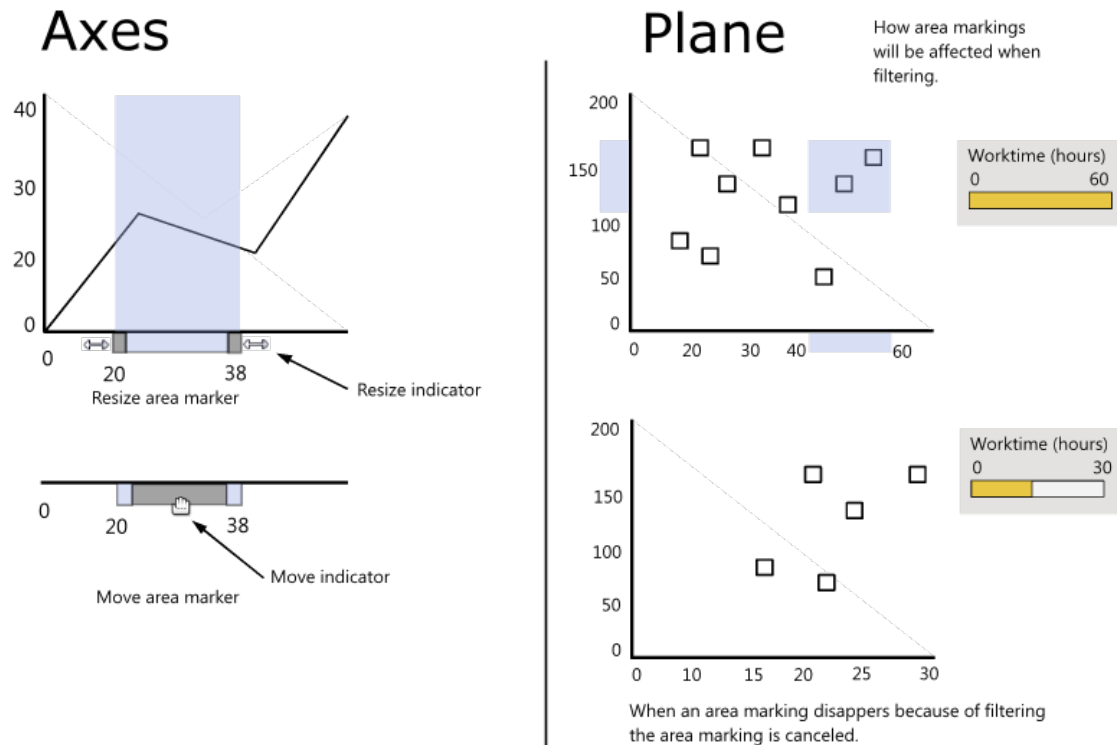 Axes
40
30
20
0
0
20
38
Resize area marker
Resize indicator
0
20
38
Move indicator
Move area marker
Plane
How area markings
will be affected when
filtering.
200
150
100
50
0
0
20
30
40
60
Worktime (hours)
0
60
200
150
100
50
0
0
10
15
20
25
30
Worktime (hours)
0
30
When an area marking disappers because of filtering
the area marking is canceled.